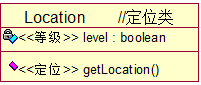 Location //定位类
<<等级>> level : boolean
<<定位>> getLocation()